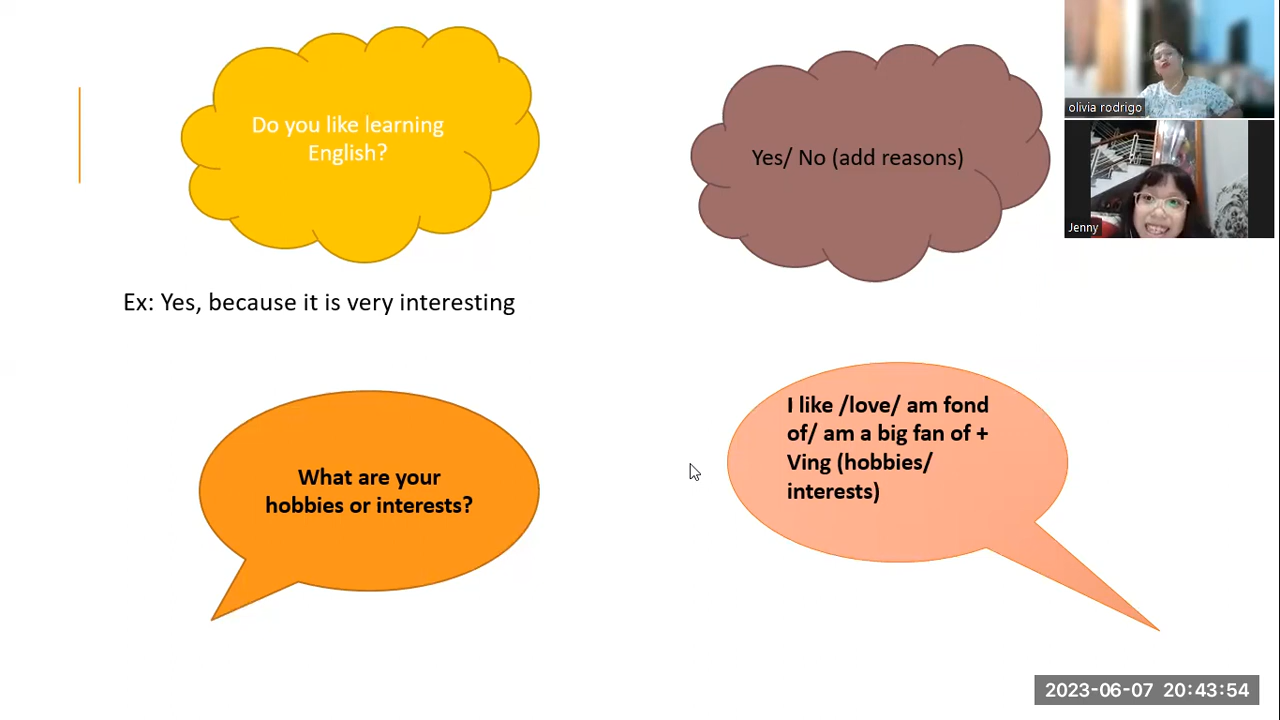 Do you like learning
English?
Yes/ No (add reasons)
olivia rodrigo
Jenny
Ex: Yes, because it is very interesting
What are your
hobbies or interests?
I like /love/ am fond
of/ am a big fan of +
Ving (hobbies/
interests)
2023-06-07 20:43:54